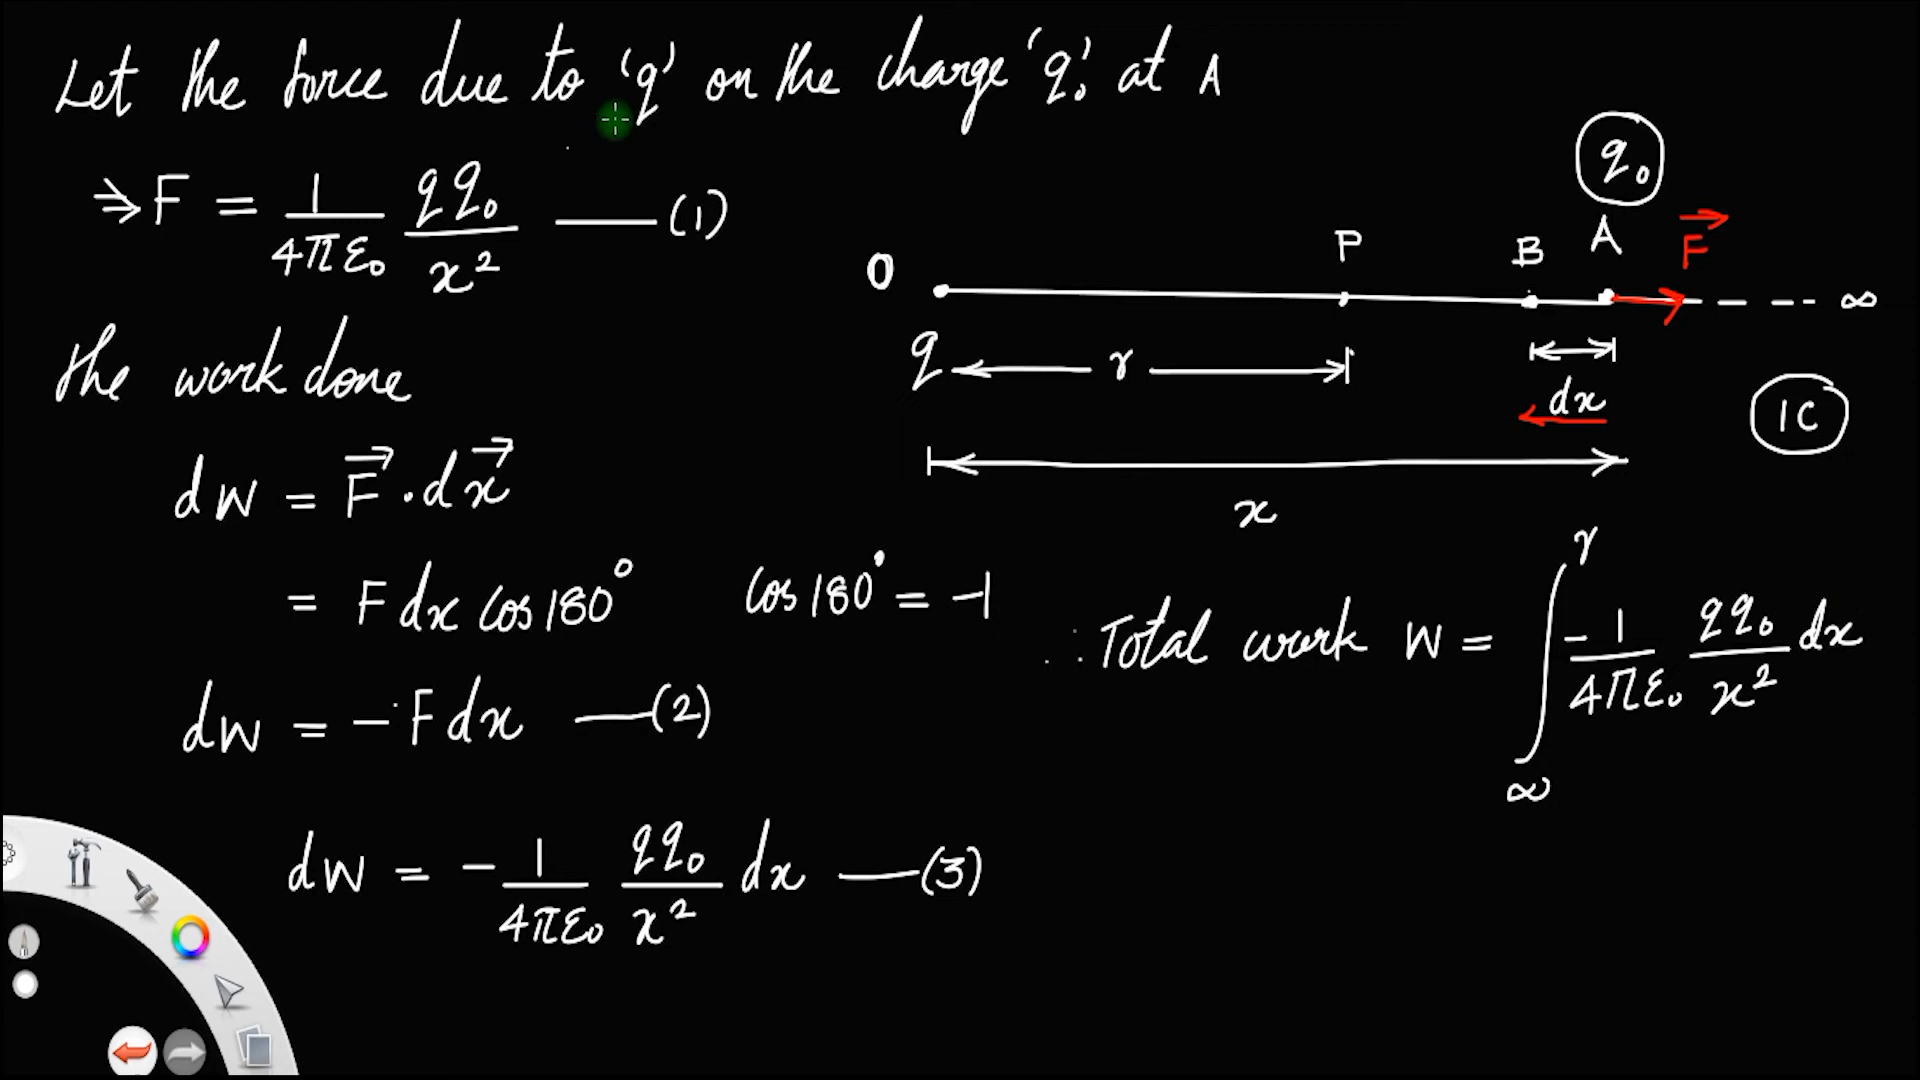 Let the force due to 'q' on the charge 'q₀' at A
⇒ F = 1/4πε₀ qq₀/x² —— (1)
the work done
dW = F⃗ . dx⃗
= F dx cos 180° cos 180° = -1
dW = - F dx —— (2)
dW = - 1/4πε₀ qq₀/x² dx —— (3)
q₀
O P B A F⃗
∞
q r
dx
1C
x
∴ Total work W = ∫_∞^r -1/4πε₀ qq₀/x² dx